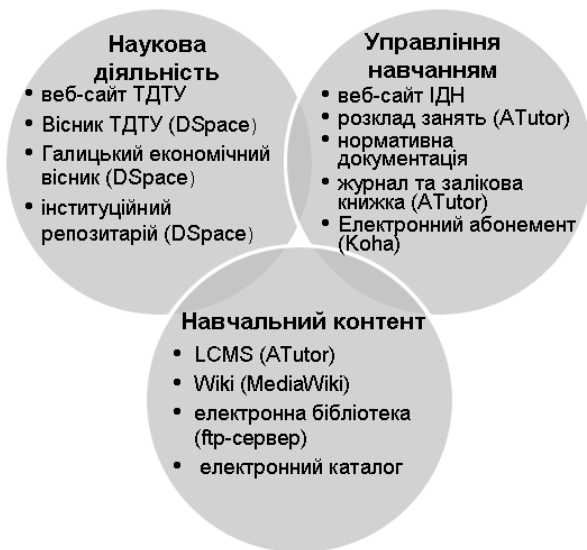 Наукова
діяльність
• веб-сайт ТДТУ
• Вісник ТДТУ (DSpace)
• Галицький економічний
вісник (DSpace)
• інституційний
репозитарій (DSpace)
Управління
навчанням
• веб-сайт ІДН
• розклад занять (ATutor)
• нормативна
документація
• журнал та залікова
книжка (ATutor)
• Електронний абонемент
(Koha)
Навчальний контент
• LCMS (ATutor)
• Wiki (MediaWiki)
• електронна бібліотека
(ftp-сервер)
• електронний каталог